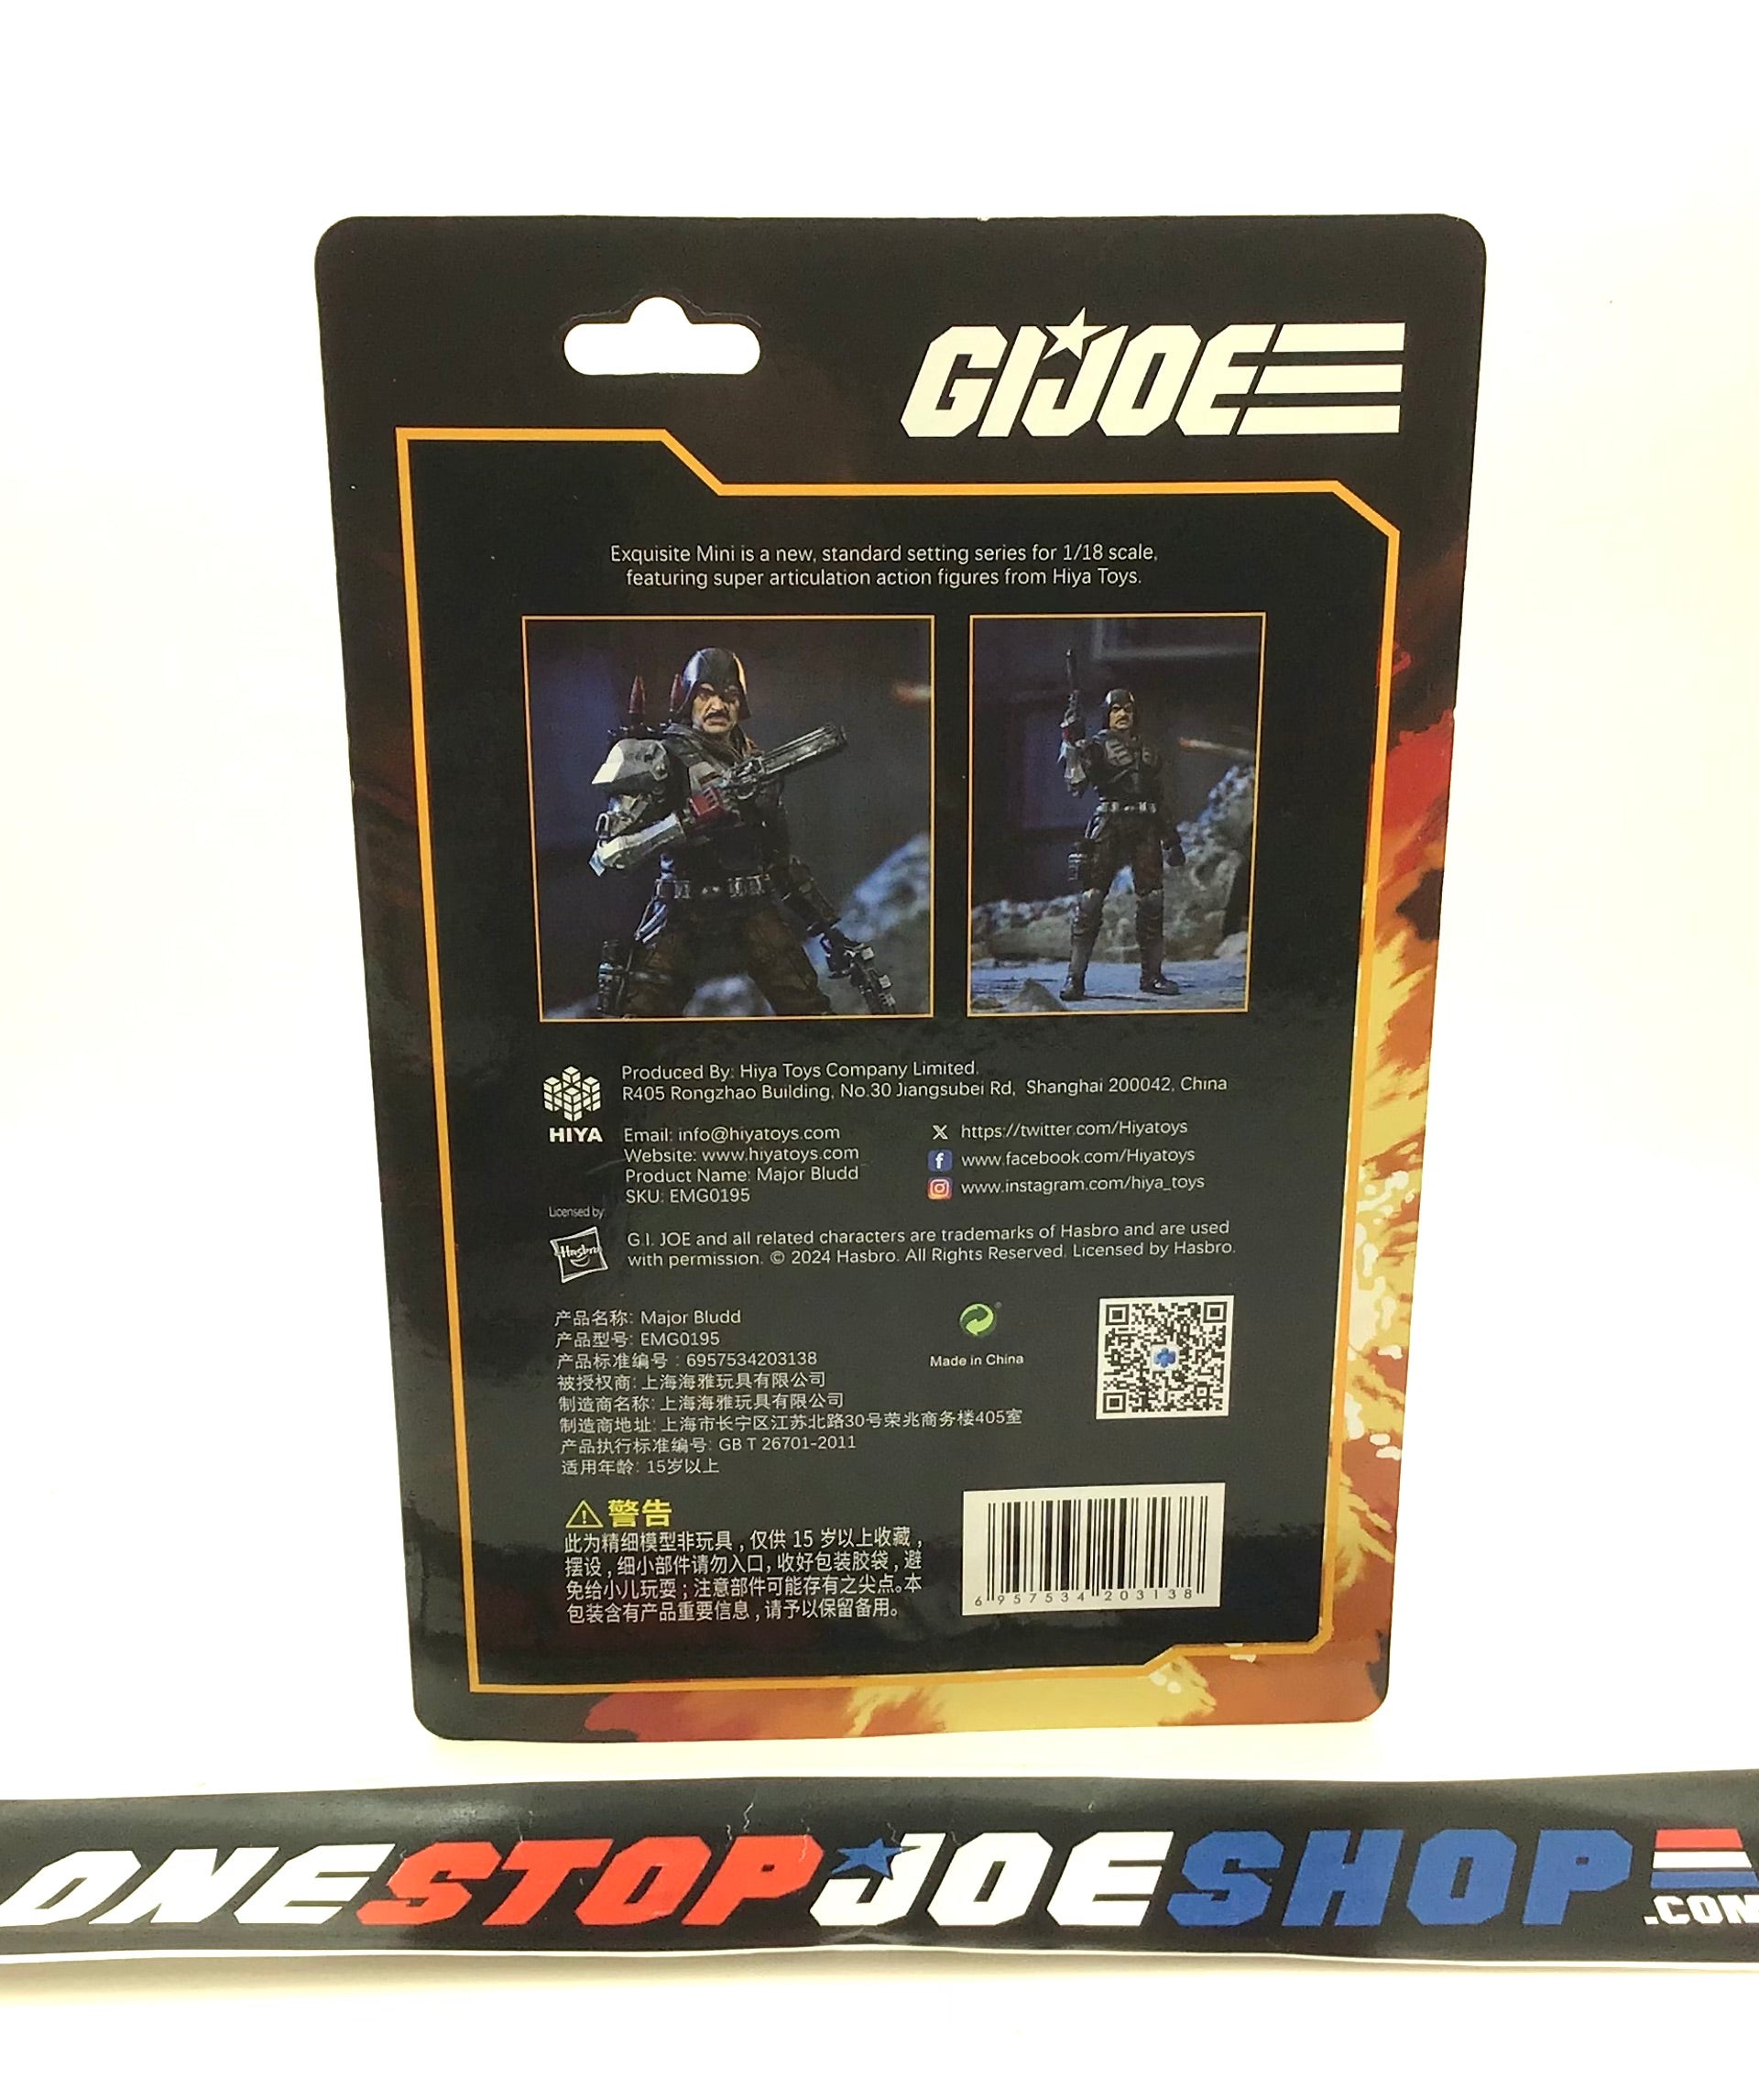 GIJOE
Exquisite Mini is a new, standard setting series for 1/18 scale,
featuring super articulation action figures from Hiya Toys.
HIYA
Produced By: Hiya Toys Company Limited.
R405 Rongzhao Building, No.30 Jiangsubei Rd, Shanghai 200042, China
Email: info@hiyatoys.com
Website: www.hiyatoys.com
Product Name: Major Bludd
SKU: EMG0195
https://twitter.com/Hiyatoys
www.facebook.com/Hiyatoys
www.instagram.com/hiya_toys
Licensed by:
Hasbro
G.I. JOE and all related characters are trademarks of Hasbro and are used
with permission. © 2024 Hasbro. All Rights Reserved. Licensed by Hasbro.
产品名称: Major Bludd
产品型号: EMG0195
产品标准编号: 6957534203138
被授权商: 上海海雅玩具有限公司
制造商名称: 上海海雅玩具有限公司
制造商地址: 上海市长宁区江苏北路30号荣兆商务楼405室
产品执行标准编号: GB T 26701-2011
适用年龄: 15岁以上
Made in China
警告
此为精细模型非玩具,仅供 15 岁以上收藏,
摆设,细小部件请勿入口,收好包装胶袋,避
免给小儿玩耍;注意部件可能存有之尖点。本
包装含有产品重要信息,请予以保留备用。
6 957534 203138
ONESTOPJOESHOP
.COM